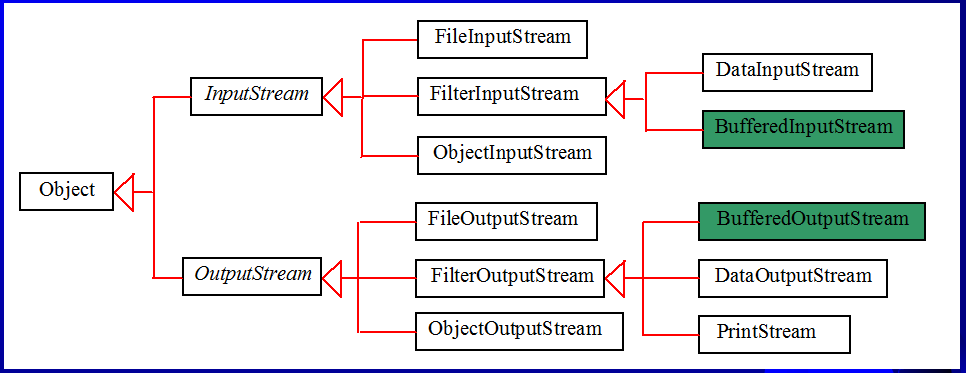 FileInputStream
DataInputStream
InputStream
FilterInputStream
BufferedInputStream
ObjectInputStream
Object
FileOutputStream
BufferedOutputStream
OutputStream
FilterOutputStream
DataOutputStream
ObjectOutputStream
PrintStream